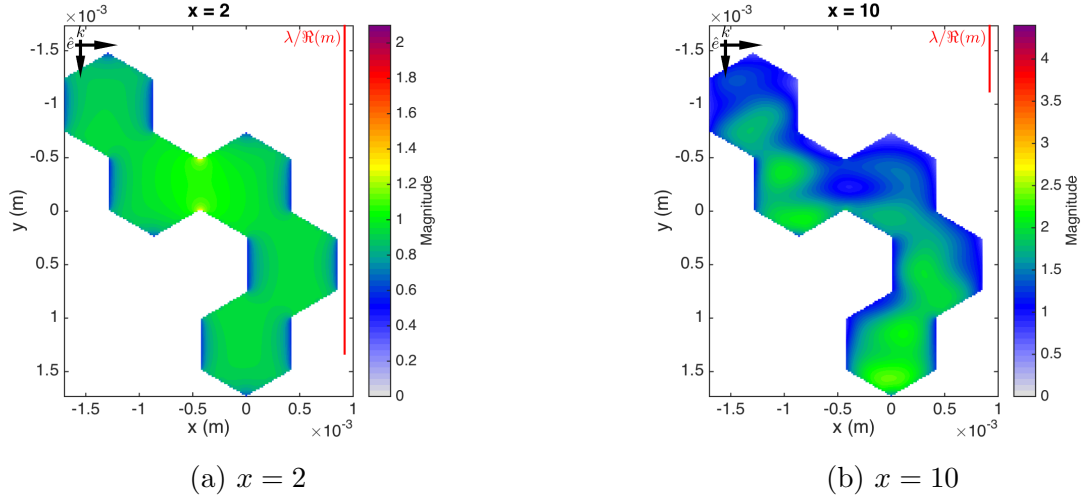 ×10⁻³ x = 2
-1.5
-1
-0.5
0
0.5
1
1.5
y (m)
-1.5 -1 -0.5 0 0.5 1
x (m) ×10⁻³
ê k̂
λ/ℜ(m)
2
1.8
1.6
1.4
1.2
1
0.8
0.6
0.4
0.2
0
Magnitude
(a) x = 2
×10⁻³ x = 10
-1.5
-1
-0.5
0
0.5
1
1.5
y (m)
-1.5 -1 -0.5 0 0.5 1
x (m) ×10⁻³
ê k̂
λ/ℜ(m)
4
3.5
3
2.5
2
1.5
1
0.5
0
Magnitude
(b) x = 10